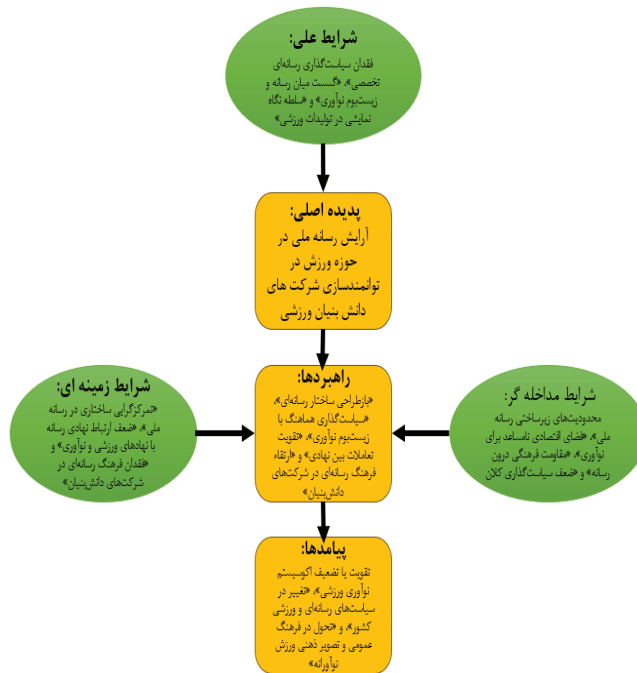 شرایط علی:
فقدان سیاست‌گذاری رسانه‌ای
تخصصی»، «گسست میان رسانه و
زیست‌بوم نوآوری» و «سلطه نگاه
نمایشی در تولیدات ورزشی»
پدیده اصلی:
آرایش رسانه ملی در
حوزه ورزش در
توانمندسازی شرکت های
دانش بنیان ورزشی
شرایط مداخله گر:
محدودیت‌های زیرساختی رسانه
ملی»، «فضای اقتصادی نامساعد برای
نوآوری»، «مقاومت فرهنگی درون
رسانه» و «ضعف سیاست‌گذاری کلان
راهبردها:
«بازطراحی ساختار رسانه‌ای»،
«سیاست‌گذاری هماهنگ با
زیست‌بوم نوآوری»، «تقویت
تعاملات بین نهادی» و «ارتقاء
فرهنگ رسانه‌ای در شرکت‌های
دانش‌بنیان»
شرایط زمینه ای:
«تمرکزگرایی ساختاری در رسانه
ملی»، «ضعف ارتباط نهادی رسانه
با نهادهای ورزشی و نوآوری» و
«فقدان فرهنگ رسانه‌ای در
شرکت‌های دانش‌بنیان»
پیامدها:
تقویت یا تضعیف اکوسیستم
نوآوری ورزشی»، «تغییر در
سیاست‌های رسانه‌ای و ورزشی
کشور»، و «تحول در فرهنگ
عمومی و تصویر ذهنی ورزش
نوآورانه»